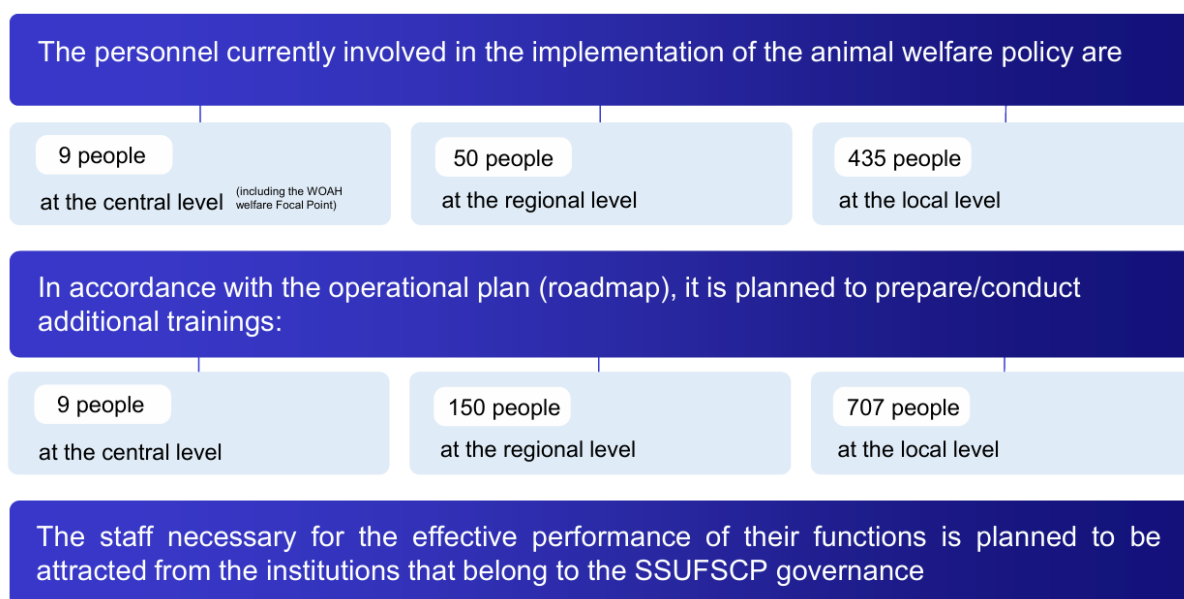 The personnel currently involved in the implementation of the animal welfare policy are
9 people
at the central level (including the WOAH
welfare Focal Point)
50 people
at the regional level
435 people
at the local level
In accordance with the operational plan (roadmap), it is planned to prepare/conduct
additional trainings:
9 people
at the central level
150 people
at the regional level
707 people
at the local level
The staff necessary for the effective performance of their functions is planned to be
attracted from the institutions that belong to the SSUFSCP governance